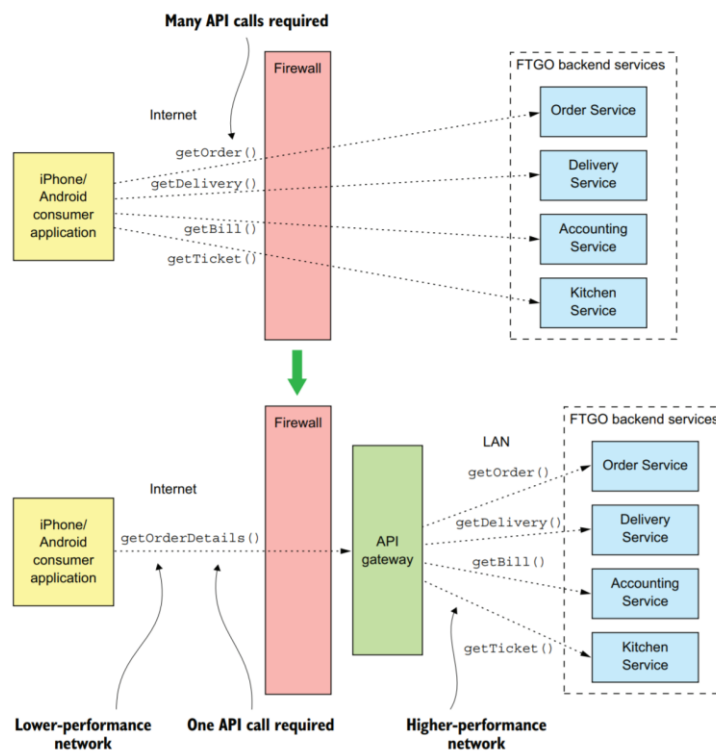 Many API calls required
Firewall
FTGO backend services
Internet
Order Service
getOrder()
iPhone/
Android
consumer
application
getDelivery()
Delivery
Service
getBill()
Accounting
Service
getTicket()
Kitchen
Service
Firewall
FTGO backend services
LAN
Order Service
getOrder()
Internet
iPhone/
Android
consumer
application
getOrderDetails()
API
gateway
getDelivery()
Delivery
Service
getBill()
Accounting
Service
getTicket()
Kitchen
Service
Lower-performance
network
One API call required
Higher-performance
network